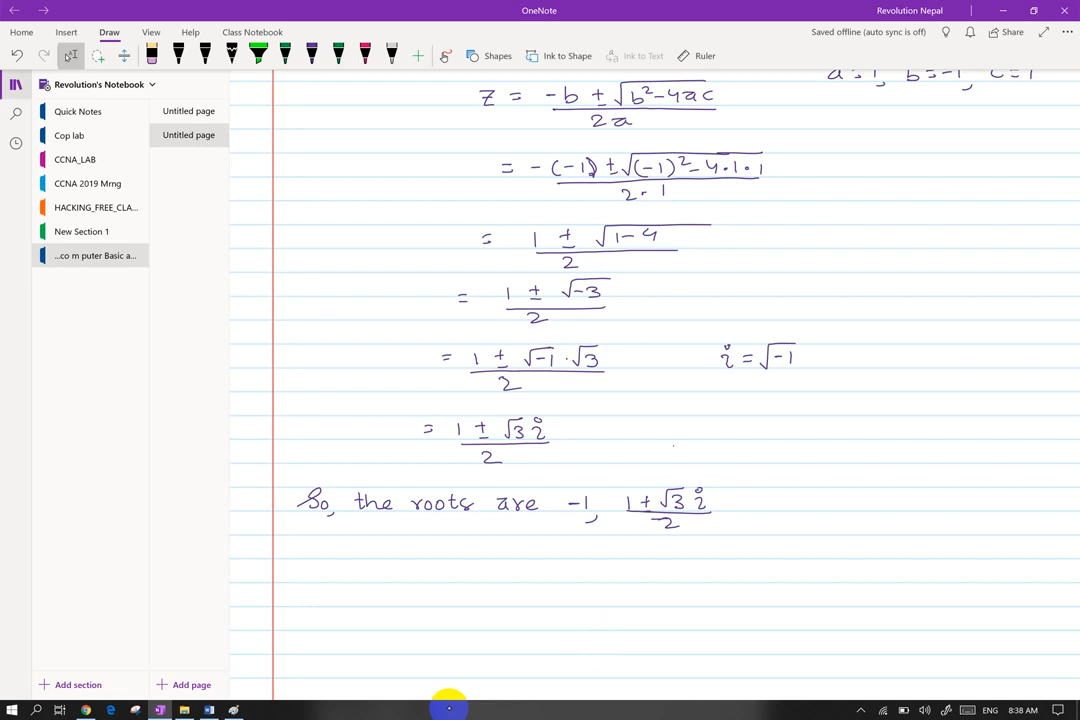 OneNote
Revolution Nepal
Home Insert Draw View Help Class Notebook
Saved offline (auto sync is off)
Share
Shapes Ink to Shape Ink to Text Ruler
Revolution's Notebook
Quick Notes
Cop lab
CCNA_LAB
CCNA 2019 Mrng
HACKING_FREE_CLA...
New Section 1
...co m puter Basic a...
Untitled page
Untitled page
a=1, b=-1, c=1
z = (-b ± √(b²-4ac))/2a
= (-(-1) ± √((-1)²-4·1·1))/(2·1)
= (1 ± √(1-4))/2
= (1 ± √-3)/2
= (1 ± √-1·√3)/2
i = √-1
= (1 ± √3 i)/2
So, the roots are -1, (1 ± √3 i)/2
Add section
Add page
ENG 8:38 AM